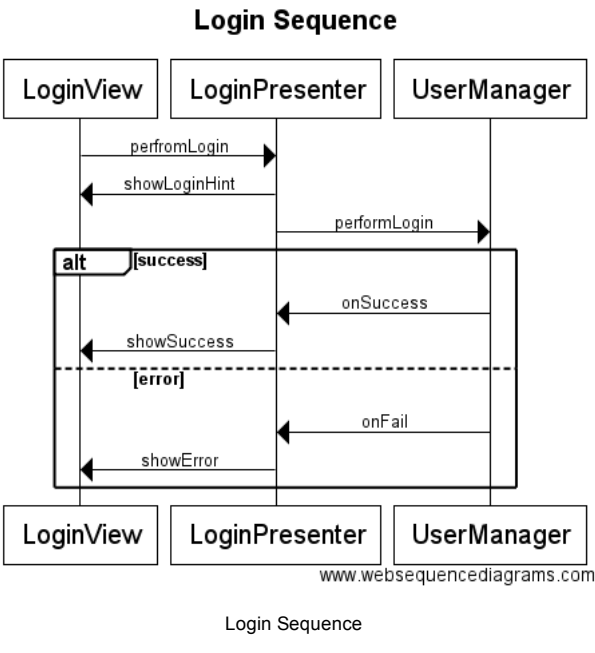 Login Sequence
LoginView LoginPresenter UserManager
perfromLogin
showLoginHint
performLogin
alt [success]
onSuccess
showSuccess
[error]
onFail
showError
LoginView LoginPresenter UserManager
www.websequencediagrams.com
Login Sequence